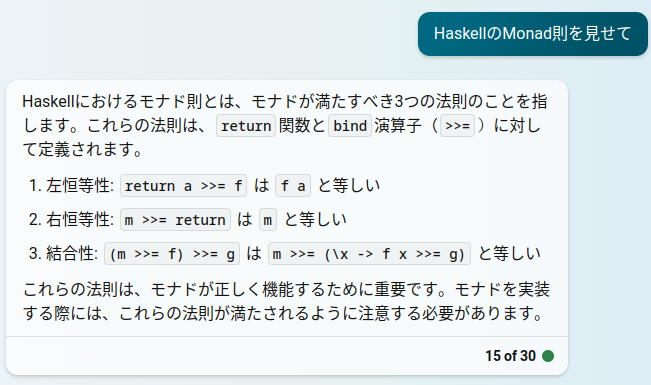 HaskellのMonad則を見せて
Haskellにおけるモナド則とは、モナドが満たすべき3つの法則のことを指
します。これらの法則は、 return 関数と bind 演算子（ >>= ）に対し
て定義されます。
1. 左恒等性: return a >>= f は f a と等しい
2. 右恒等性: m >>= return は m と等しい
3. 結合性: (m >>= f) >>= g は m >>= (\x -> f x >>= g) と等しい
これらの法則は、モナドが正しく機能するために重要です。モナドを実装
する際には、これらの法則が満たされるように注意する必要があります。
15 of 30